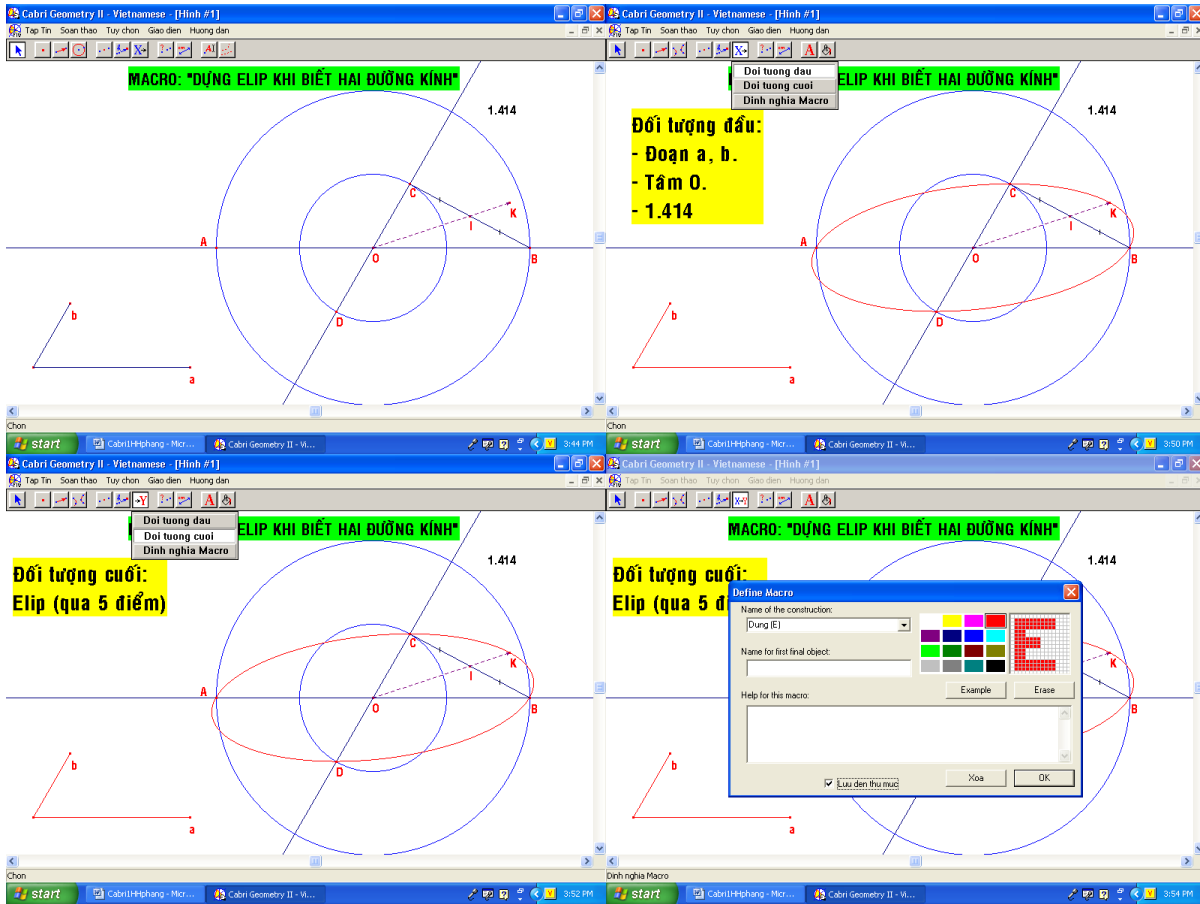 Cabri Geometry II - Vietnamese - [Hình #1]
Tap Tin Soan thao Tuy chon Giao dien Huong dan
MACRO: "DỰNG ELIP KHI BIẾT HAI ĐƯỜNG KÍNH"
1.414
C
K
I
A
O
B
D
b
a
Chon
start
Cabri1HHphang - Micr...
Cabri Geometry II - Vi...
3:44 PM
Cabri Geometry II - Vietnamese - [Hình #1]
Tap Tin Soan thao Tuy chon Giao dien Huong dan
Doi tuong dau
Doi tuong cuoi
Dinh nghia Macro
ELIP KHI BIẾT HAI ĐƯỜNG KÍNH"
1.414
Đối tượng đầu:
- Đoạn a, b.
- Tâm O.
- 1.414
C
K
I
A
O
B
D
b
a
Chon
start
Cabri1HHphang - Micr...
Cabri Geometry II - Vi...
3:50 PM
Cabri Geometry II - Vietnamese - [Hình #1]
Tap Tin Soan thao Tuy chon Giao dien Huong dan
Doi tuong dau
Doi tuong cuoi
Dinh nghia Macro
ELIP KHI BIẾT HAI ĐƯỜNG KÍNH"
1.414
Đối tượng cuối:
Elip (qua 5 điểm)
C
K
I
A
O
B
D
b
a
Chon
start
Cabri1HHphang - Micr...
Cabri Geometry II - Vi...
3:52 PM
Cabri Geometry II - Vietnamese - [Hình #1]
Tap Tin Soan thao Tuy chon Giao dien Huong dan
MACRO: "DỰNG ELIP KHI BIẾT HAI ĐƯỜNG KÍNH"
1.414
Đối tượng cuối:
Elip (qua 5
Define Macro
Name of the construction:
Dung (E)
Name for first final object:
Example
Erase
Help for this macro:
Luu den thu muc
Xoa
OK
K
B
b
a
Dinh nghia Macro
start
Cabri1HHphang - Micr...
Cabri Geometry II - Vi...
3:54 PM